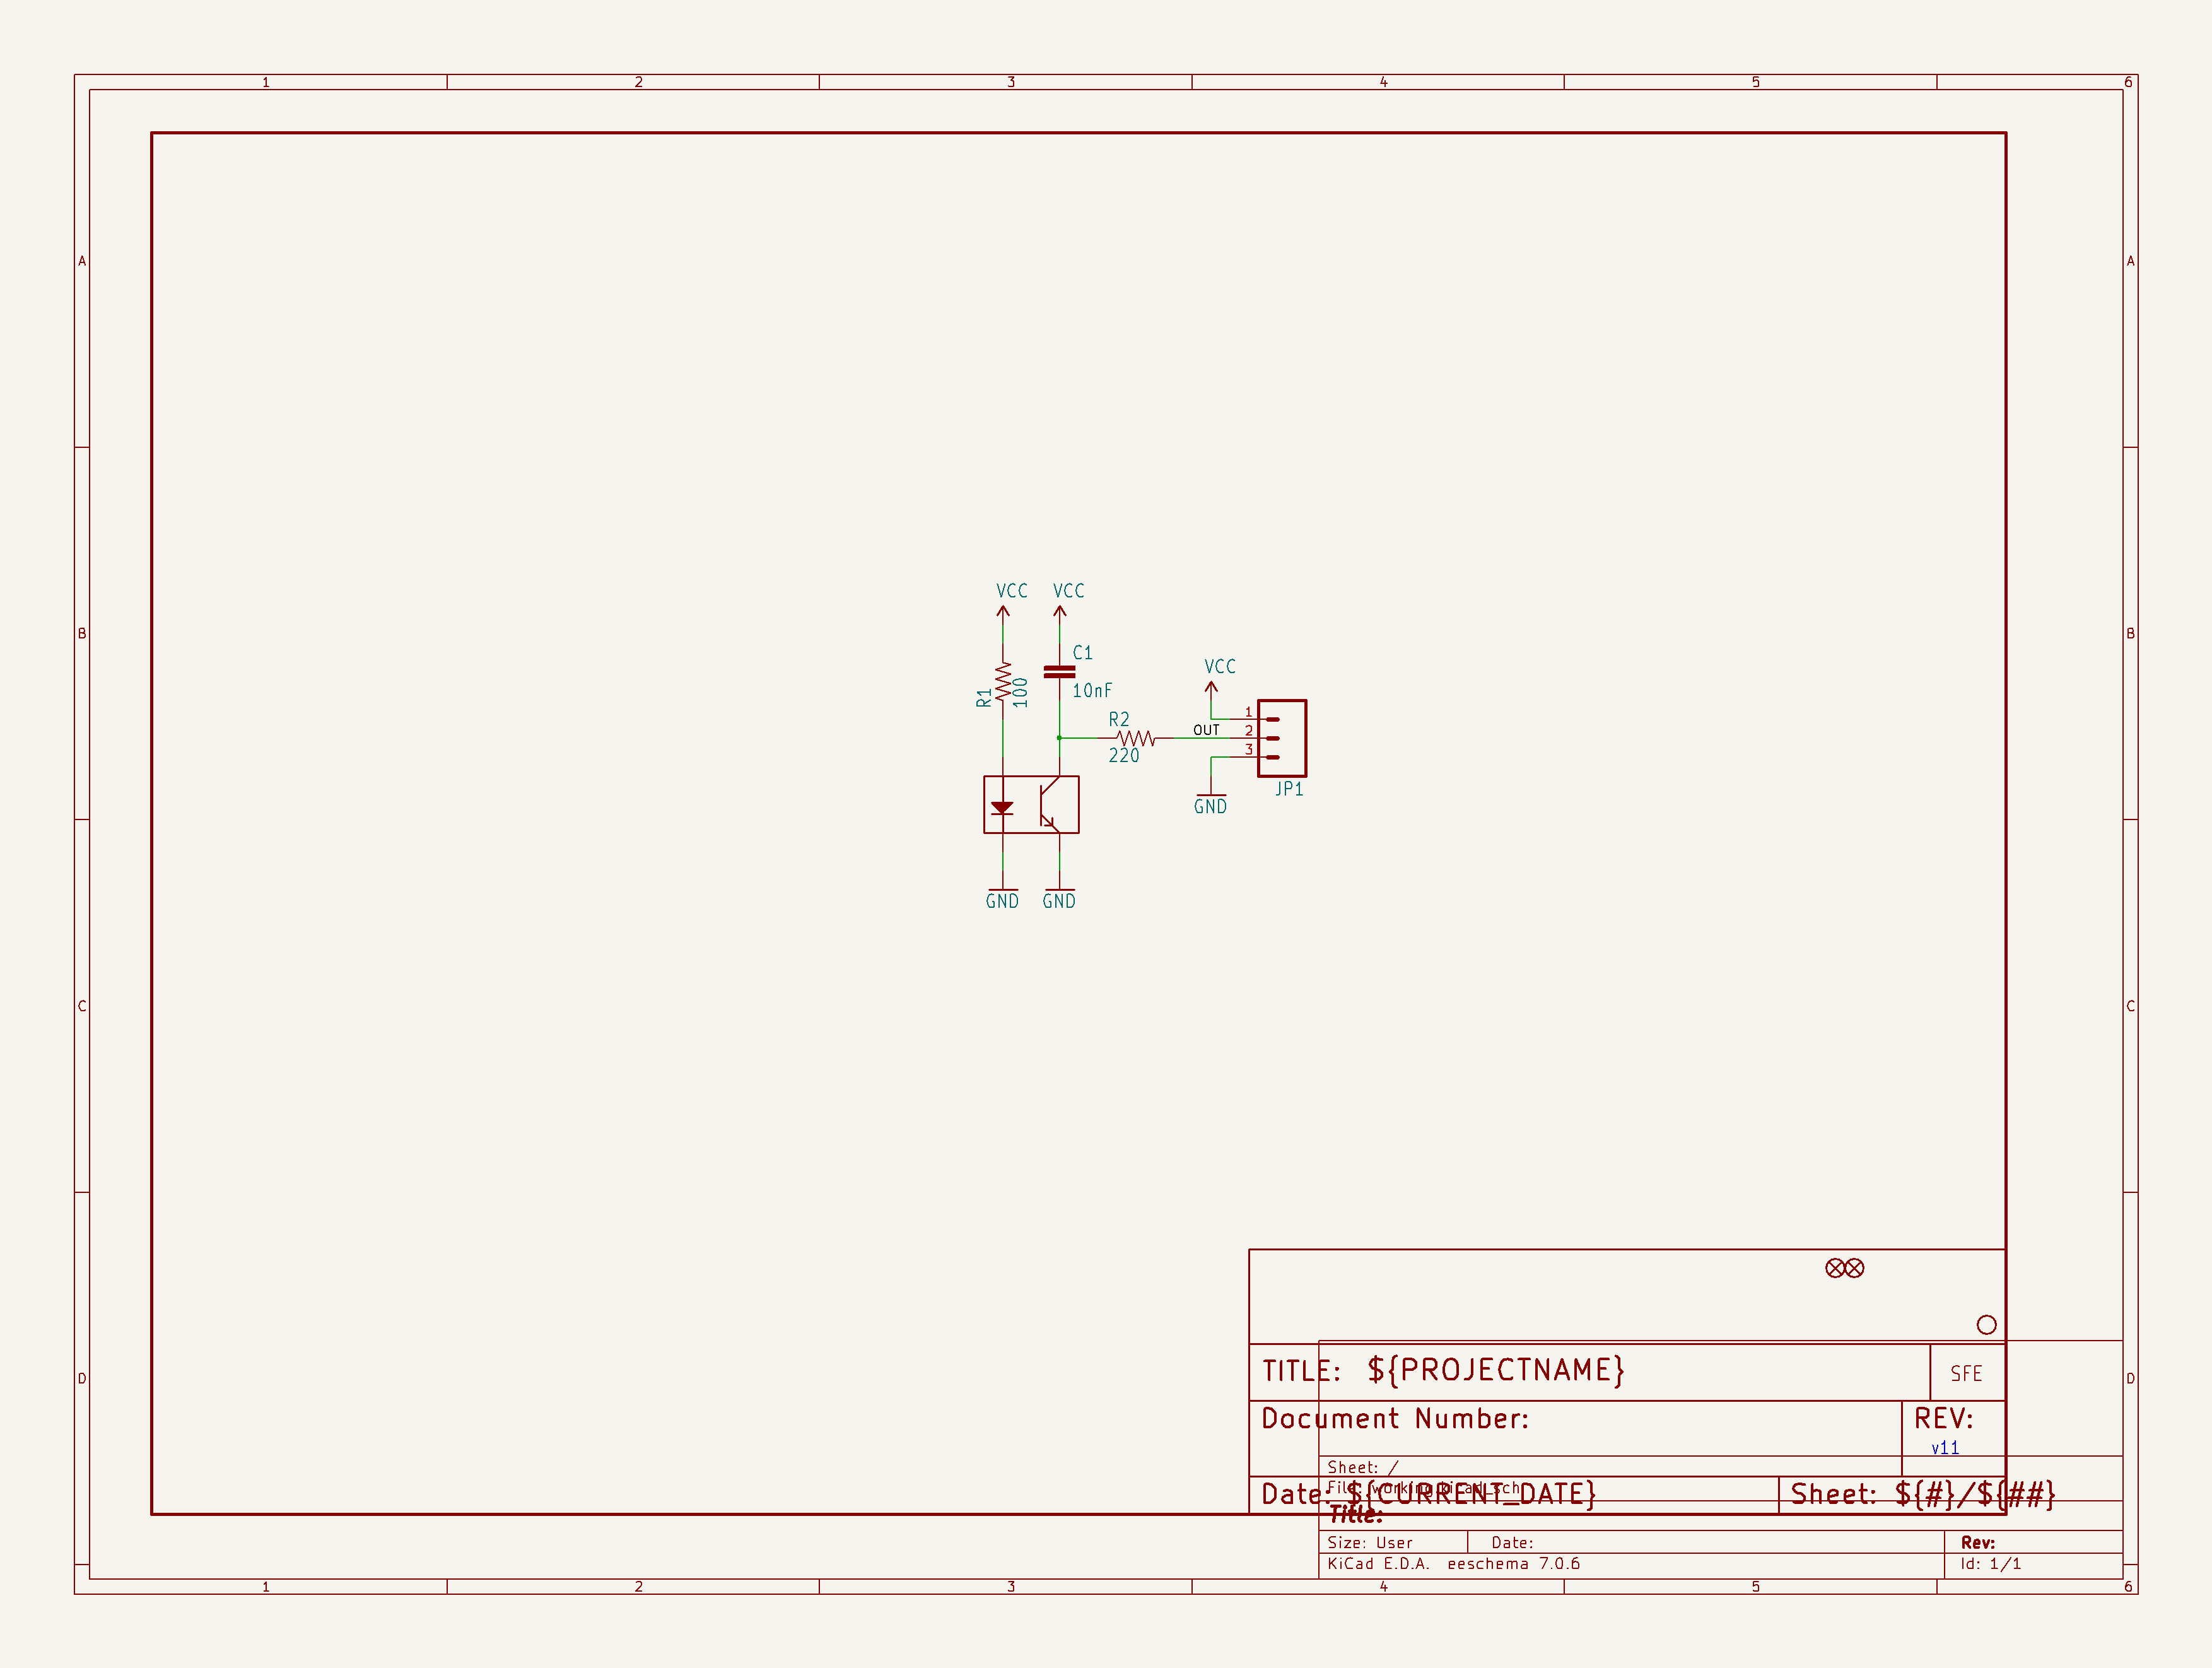 1 2 3 4 5 6
A A
VCC VCC
B B
C1
VCC
R1 100
10nF
1
R2
OUT 2
220
3
JP1
GND
GND GND
C C
TITLE: ${PROJECTNAME}
SFE
D D
Document Number:
REV:
v11
Sheet: /
File: working.kicad_sch
Date: ${CURRENT_DATE}
Sheet: ${#}/${##}
Title:
Size: User Date: Rev:
KiCad E.D.A. eeschema 7.0.6 Id: 1/1
1 2 3 4 5 6